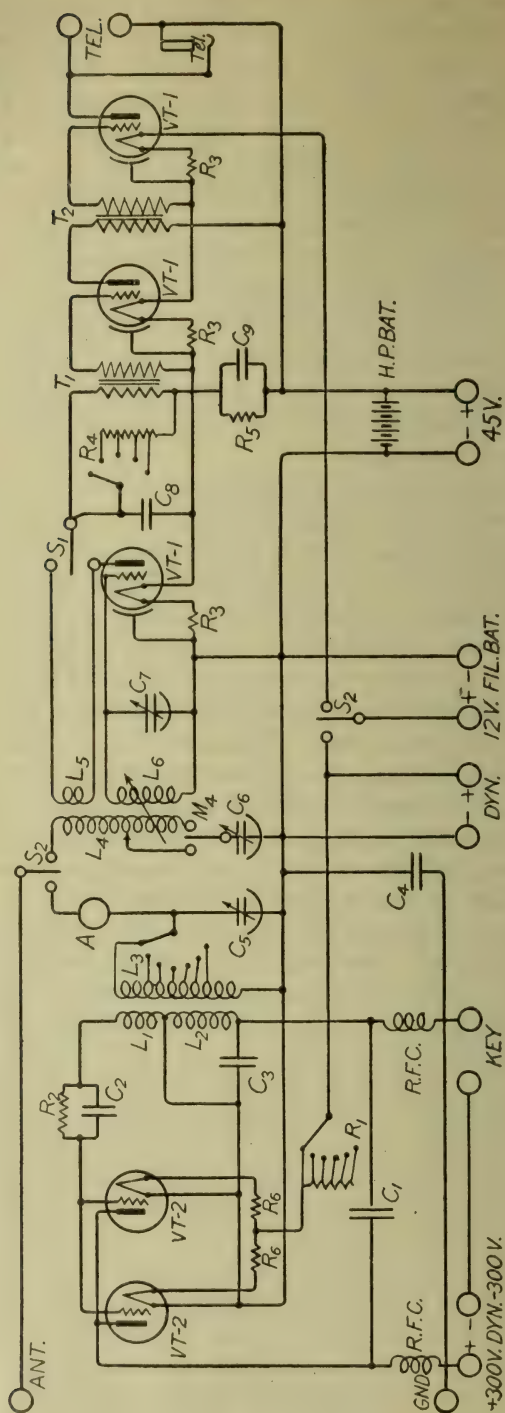 ANT.
S2
L5
S1
T1
T2
TEL.
Tel.
R2
C2
A
L3
L4
L6
C7
R4
C8
VT-1
VT-1
VT-1
L1
L2
M4
R3
R3
R3
VT-2
VT-2
C3
C5
C6
R5
C9
R6
R6
R1
S2
H.P.BAT.
C1
C4
R.F.C.
R.F.C.
GND
+ -
- +
+ -
- +
+300V. DYN.-300V.
KEY
DYN.
12V. FIL. BAT.
45V.